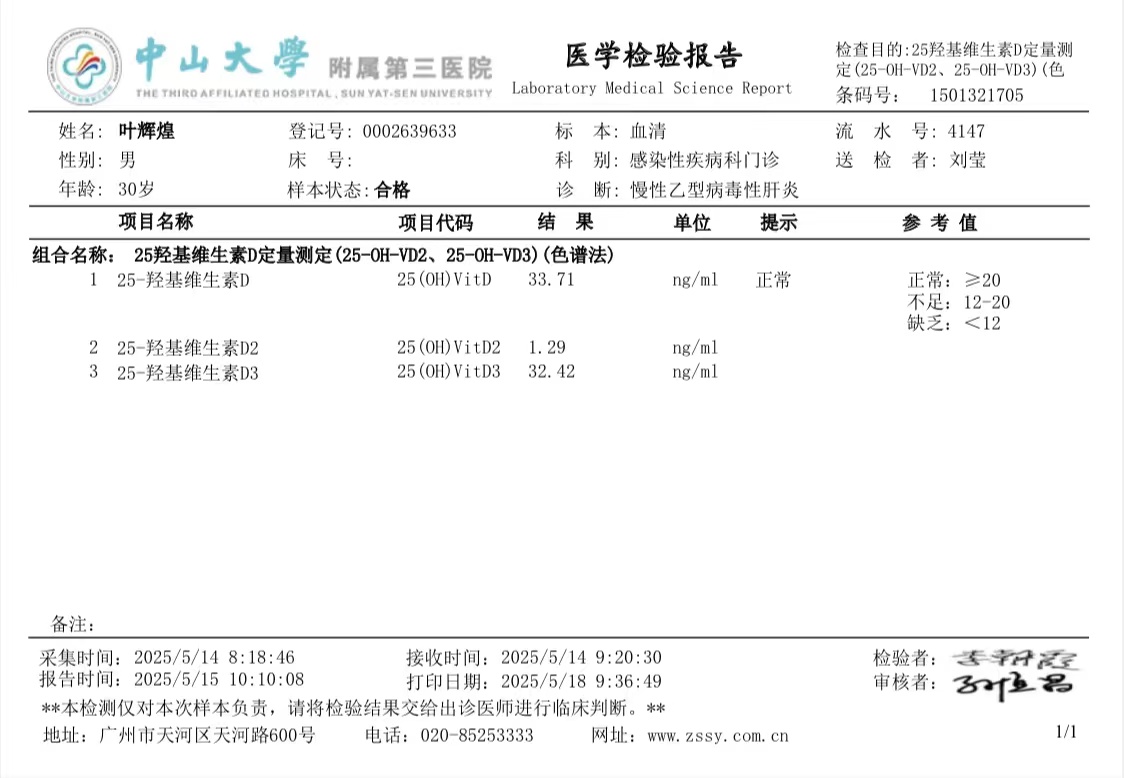 中山大學 附属第三医院
THE THIRD AFFILIATED HOSPITAL, SUN YAT-SEN UNIVERSITY
医学检验报告
Laboratory Medical Science Report
检查目的:25羟基维生素D定量测
定(25-OH-VD2、25-OH-VD3)(色
条码号: 1501321705
姓名: 叶辉煌 登记号: 0002639633 标 本: 血清 流 水 号: 4147
性别: 男 床 号: 科 别: 感染性疾病科门诊 送 检 者: 刘莹
年龄: 30岁 样本状态: 合格 诊 断: 慢性乙型病毒性肝炎
项目名称 项目代码 结 果 单位 提示 参 考 值
组合名称: 25羟基维生素D定量测定(25-OH-VD2、25-OH-VD3)(色谱法)
1 25-羟基维生素D 25(OH)VitD 33.71 ng/ml 正常 正常: ≥20
不足: 12-20
缺乏: <12
2 25-羟基维生素D2 25(OH)VitD2 1.29 ng/ml
3 25-羟基维生素D3 25(OH)VitD3 32.42 ng/ml
备注:
采集时间: 2025/5/14 8:18:46 接收时间: 2025/5/14 9:20:30 检验者:
报告时间: 2025/5/15 10:10:08 打印日期: 2025/5/18 9:36:49 审核者:
**本检测仅对本次样本负责，请将检验结果交给出诊医师进行临床判断。**
地址: 广州市天河区天河路600号 电话: 020-85253333 网址: www.zssy.com.cn 1/1